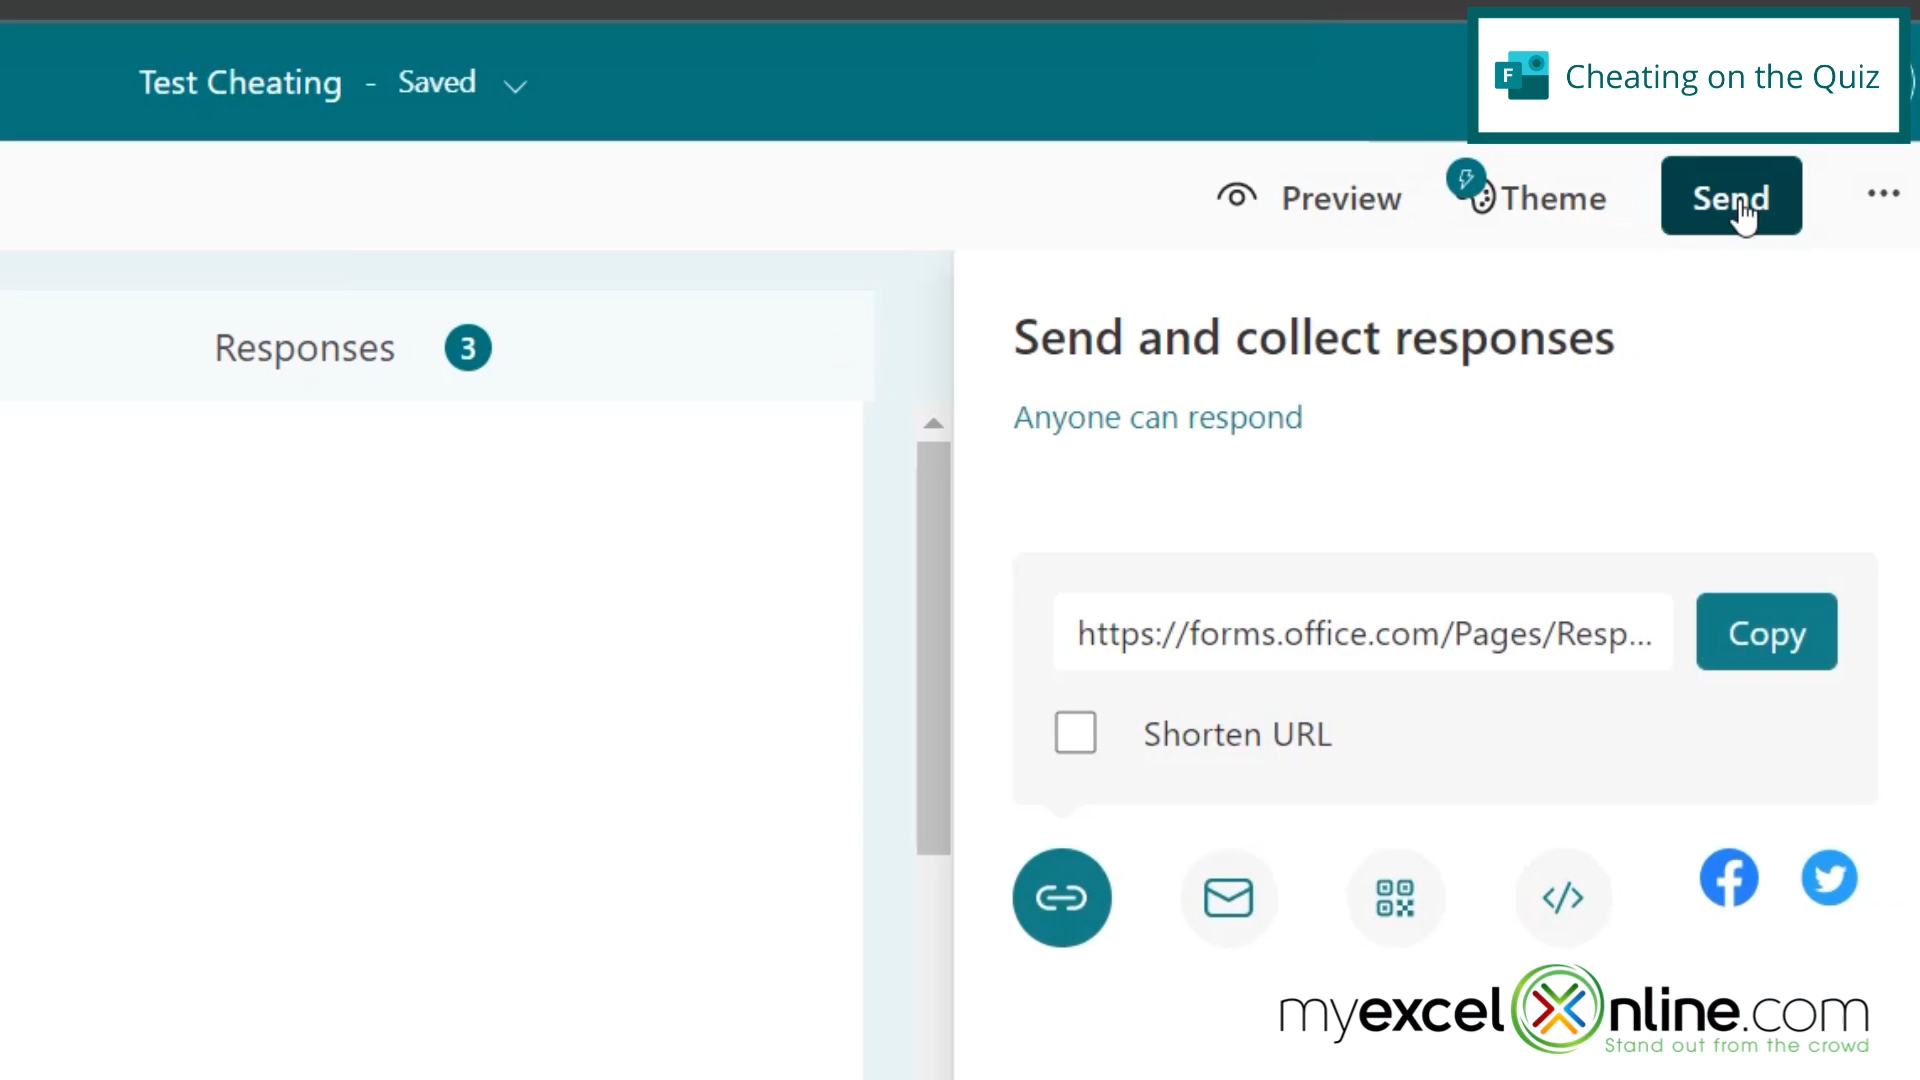 Test Cheating - Saved
F Cheating on the Quiz
Preview
Theme
Send
Responses 3
Send and collect responses
Anyone can respond
https://forms.office.com/Pages/Resp...
Copy
Shorten URL
myexcelonline.com
Stand out from the crowd